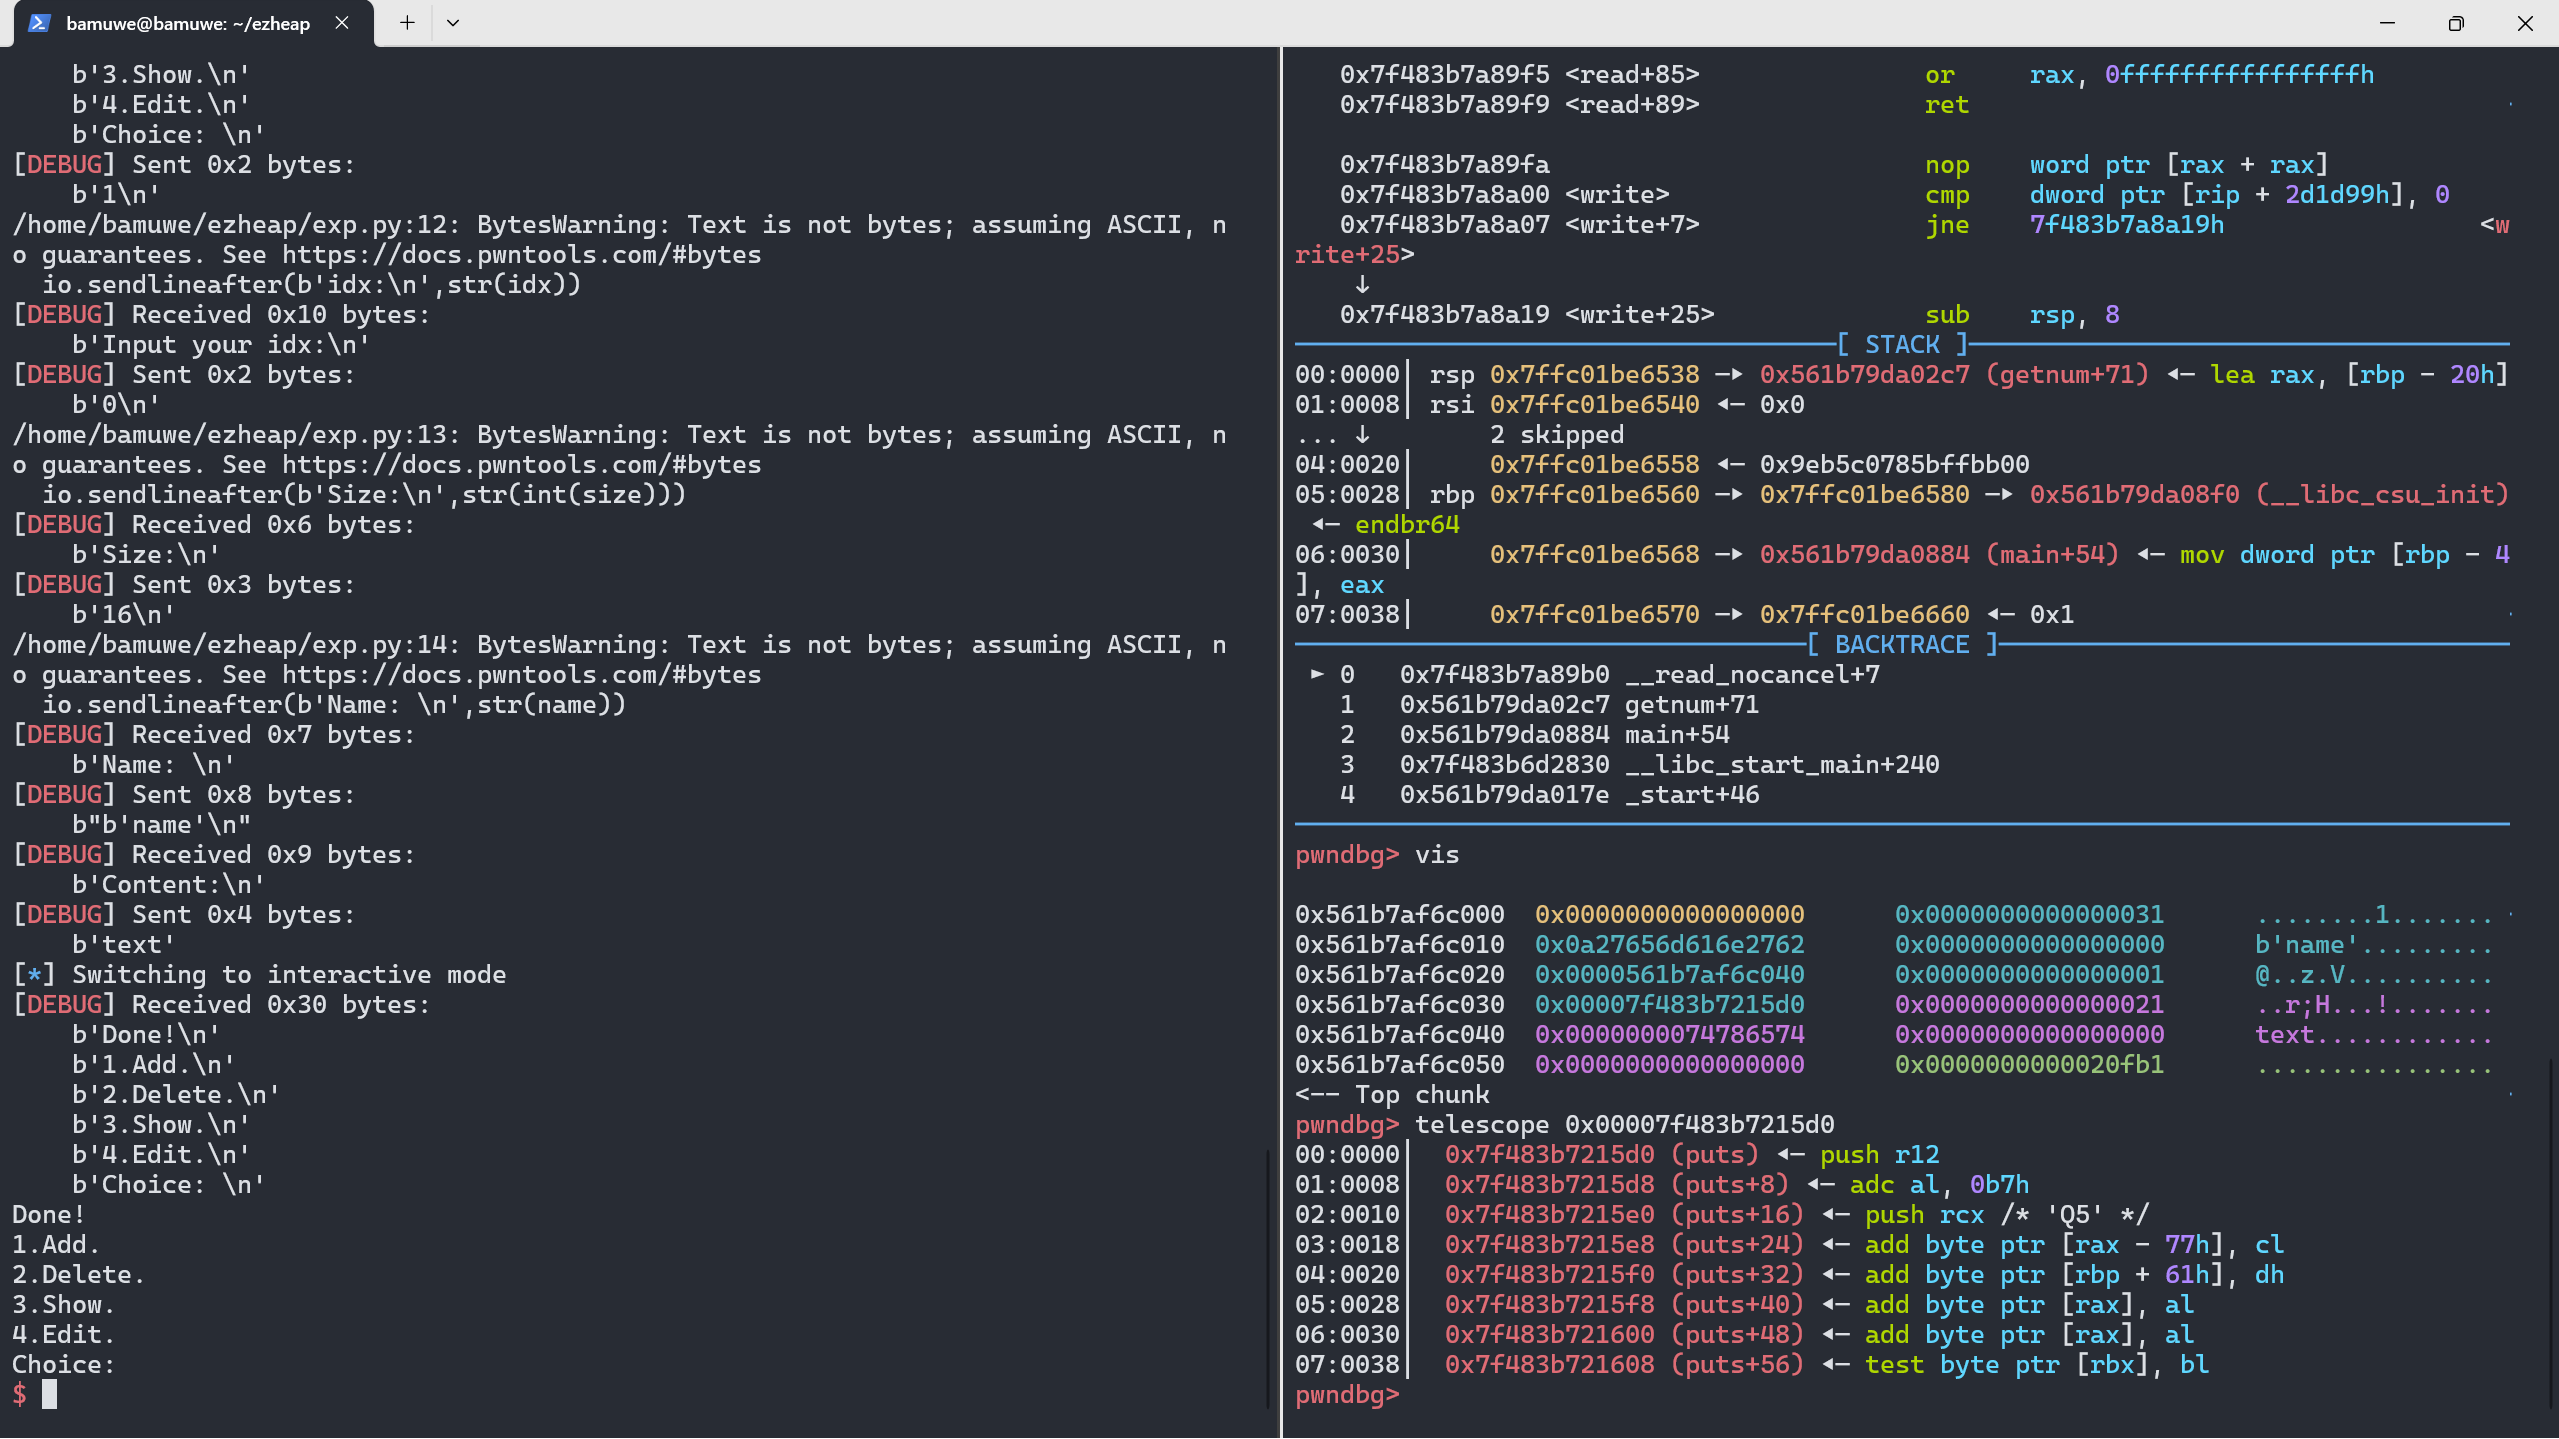 bamuwe@bamuwe: ~/ezheap
    b'3.Show.\n'
    b'4.Edit.\n'
    b'Choice: \n'
[DEBUG] Sent 0x2 bytes:
    b'1\n'
/home/bamuwe/ezheap/exp.py:12: BytesWarning: Text is not bytes; assuming ASCII, n
o guarantees. See https://docs.pwntools.com/#bytes
  io.sendlineafter(b'idx:\n',str(idx))
[DEBUG] Received 0x10 bytes:
    b'Input your idx:\n'
[DEBUG] Sent 0x2 bytes:
    b'0\n'
/home/bamuwe/ezheap/exp.py:13: BytesWarning: Text is not bytes; assuming ASCII, n
o guarantees. See https://docs.pwntools.com/#bytes
  io.sendlineafter(b'Size:\n',str(int(size)))
[DEBUG] Received 0x6 bytes:
    b'Size:\n'
[DEBUG] Sent 0x3 bytes:
    b'16\n'
/home/bamuwe/ezheap/exp.py:14: BytesWarning: Text is not bytes; assuming ASCII, n
o guarantees. See https://docs.pwntools.com/#bytes
  io.sendlineafter(b'Name: \n',str(name))
[DEBUG] Received 0x7 bytes:
    b'Name: \n'
[DEBUG] Sent 0x8 bytes:
    b"b'name'\n"
[DEBUG] Received 0x9 bytes:
    b'Content:\n'
[DEBUG] Sent 0x4 bytes:
    b'text'
[*] Switching to interactive mode
[DEBUG] Received 0x30 bytes:
    b'Done!\n'
    b'1.Add.\n'
    b'2.Delete.\n'
    b'3.Show.\n'
    b'4.Edit.\n'
    b'Choice: \n'
Done!
1.Add.
2.Delete.
3.Show.
4.Edit.
Choice:
$
   0x7f483b7a89f5 <read+85>               or     rax, 0ffffffffffffffffh
   0x7f483b7a89f9 <read+89>               ret
   0x7f483b7a89fa                         nop    word ptr [rax + rax]
   0x7f483b7a8a00 <write>                 cmp    dword ptr [rip + 2d1d99h], 0
   0x7f483b7a8a07 <write+7>               jne    7f483b7a8a19h                 <w
rite+25>
    ↓
   0x7f483b7a8a19 <write+25>              sub    rsp, 8
[ STACK ]
00:0000│ rsp 0x7ffc01be6538 —▸ 0x561b79da02c7 (getnum+71) ◂— lea rax, [rbp - 20h]
01:0008│ rsi 0x7ffc01be6540 ◂— 0x0
... ↓        2 skipped
04:0020│     0x7ffc01be6558 ◂— 0x9eb5c0785bffbb00
05:0028│ rbp 0x7ffc01be6560 —▸ 0x7ffc01be6580 —▸ 0x561b79da08f0 (__libc_csu_init)
 ◂— endbr64
06:0030│     0x7ffc01be6568 —▸ 0x561b79da0884 (main+54) ◂— mov dword ptr [rbp - 4
], eax
07:0038│     0x7ffc01be6570 —▸ 0x7ffc01be6660 ◂— 0x1
[ BACKTRACE ]
 ► 0   0x7f483b7a89b0 __read_nocancel+7
   1   0x561b79da02c7 getnum+71
   2   0x561b79da0884 main+54
   3   0x7f483b6d2830 __libc_start_main+240
   4   0x561b79da017e _start+46
pwndbg> vis
0x561b7af6c000  0x0000000000000000      0x0000000000000031      ........1.......
0x561b7af6c010  0x0a27656d616e2762      0x0000000000000000      b'name'.........
0x561b7af6c020  0x0000561b7af6c040      0x0000000000000001      @..z.V..........
0x561b7af6c030  0x00007f483b7215d0      0x0000000000000021      ..r;H...!.......
0x561b7af6c040  0x0000000074786574      0x0000000000000000      text............
0x561b7af6c050  0x0000000000000000      0x0000000000020fb1      ................
<-- Top chunk
pwndbg> telescope 0x00007f483b7215d0
00:0000│  0x7f483b7215d0 (puts) ◂— push r12
01:0008│  0x7f483b7215d8 (puts+8) ◂— adc al, 0b7h
02:0010│  0x7f483b7215e0 (puts+16) ◂— push rcx /* 'Q5' */
03:0018│  0x7f483b7215e8 (puts+24) ◂— add byte ptr [rax - 77h], cl
04:0020│  0x7f483b7215f0 (puts+32) ◂— add byte ptr [rbp + 61h], dh
05:0028│  0x7f483b7215f8 (puts+40) ◂— add byte ptr [rax], al
06:0030│  0x7f483b721600 (puts+48) ◂— add byte ptr [rax], al
07:0038│  0x7f483b721608 (puts+56) ◂— test byte ptr [rbx], bl
pwndbg>